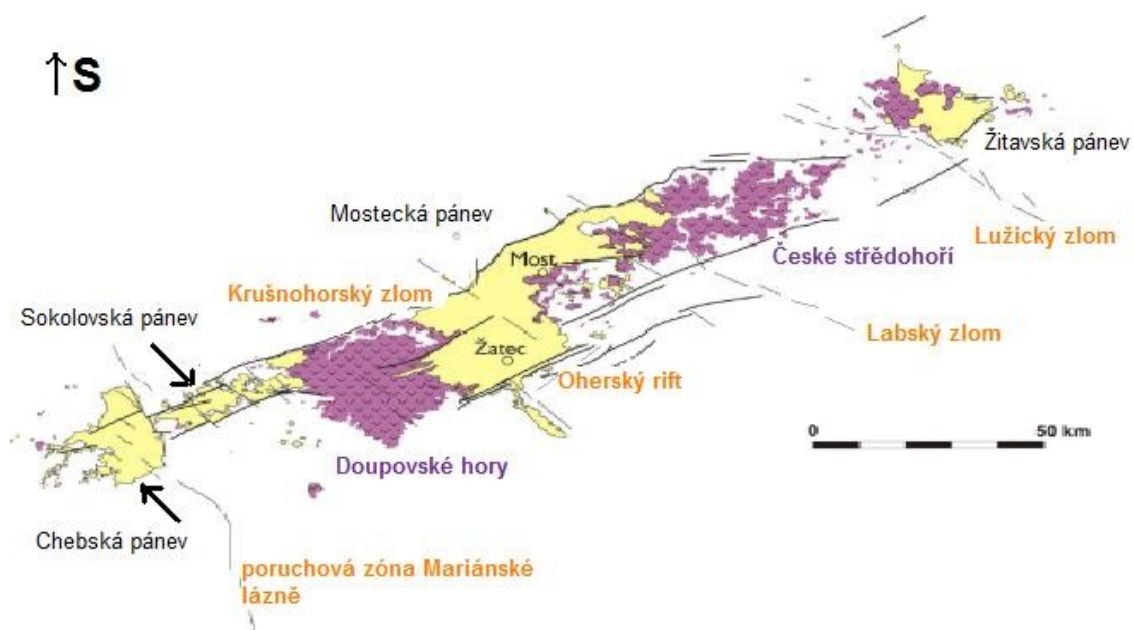 ↑S
Žitavská pánev
Mostecká pánev
Lužický zlom
České střědohoří
Most
Krušnohorský zlom
Sokolovská pánev
Labský zlom
Žatec
Oherský rift
0 50 km
Doupovské hory
Chebská pánev
poruchová zóna Mariánské
lázně